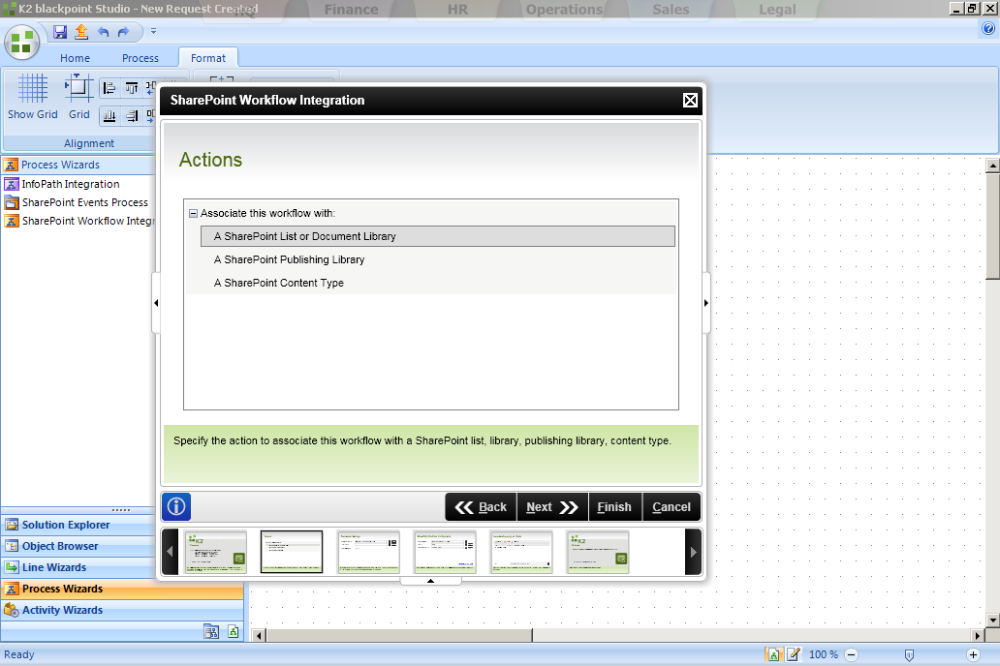 K2 blackpoint Studio - New Request Created
HQ Finance HR Operations Sales Legal
Home Process Format
Show Grid Grid
Alignment
Process Wizards
InfoPath Integration
SharePoint Events Process
SharePoint Workflow Integr
SharePoint Workflow Integration
Actions
Associate this workflow with:
A SharePoint List or Document Library
A SharePoint Publishing Library
A SharePoint Content Type
Specify the action to associate this workflow with a SharePoint list, library, publishing library, content type.
Back Next Finish Cancel
K2 K2
Solution Explorer
Object Browser
Line Wizards
Process Wizards
Activity Wizards
Ready
100 %